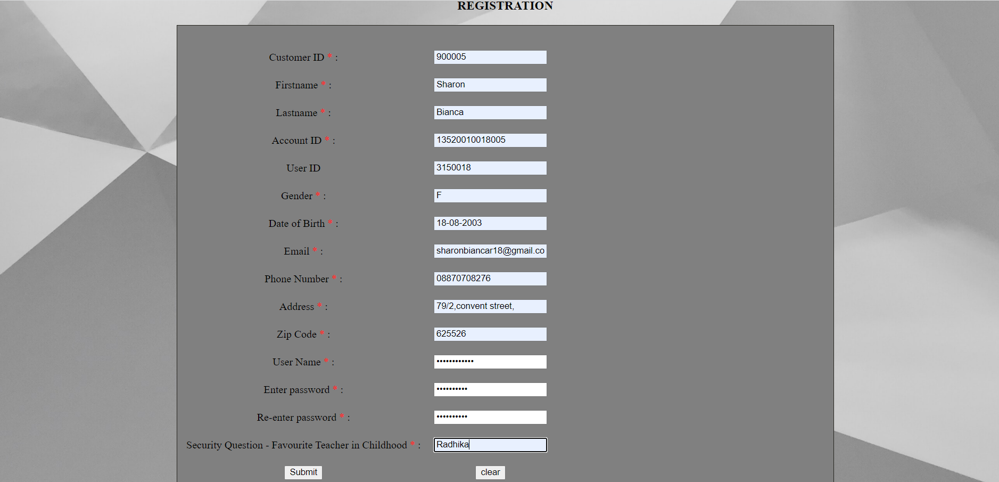 REGISTRATION
Customer ID * : 900005
Firstname * : Sharon
Lastname * : Bianca
Account ID * : 13520010018005
User ID 3150018
Gender * : F
Date of Birth * : 18-08-2003
Email * : sharonbiancar18@gmail.co
Phone Number * : 08870708276
Address * : 79/2,convent street,
Zip Code * : 625526
User Name * : ••••••••••••
Enter password * : ••••••••••
Re-enter password * : ••••••••••
Security Question - Favourite Teacher in Childhood * : Radhika
Submit clear